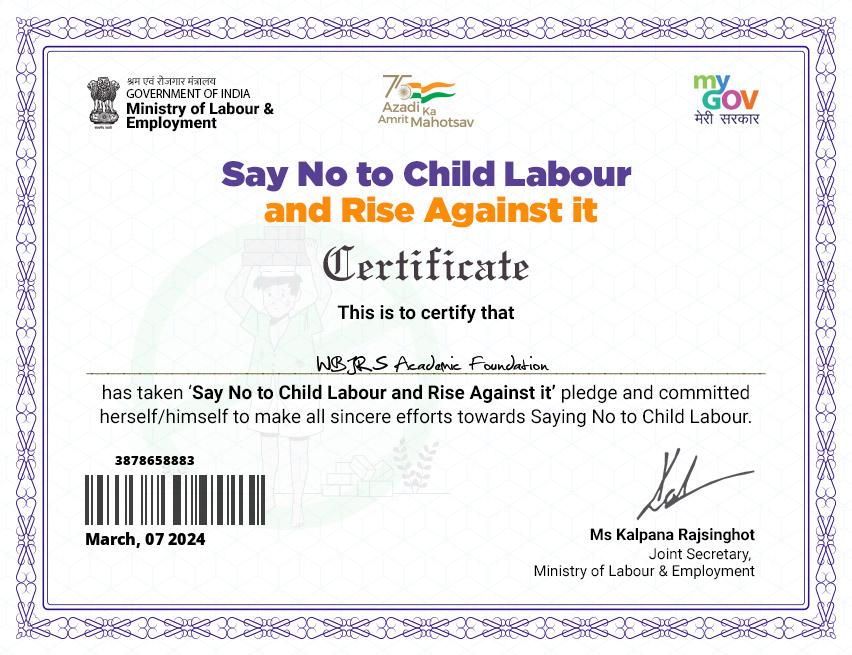 श्रम एवं रोजगार मंत्रालय
GOVERNMENT OF INDIA
Ministry of Labour &
Employment
75
Azadi Ka
Amrit Mahotsav
my
GOV
मेरी सरकार
Say No to Child Labour
and Rise Against it
Certificate
This is to certify that
WBJRS Academic Foundation
has taken ‘Say No to Child Labour and Rise Against it’ pledge and committed
herself/himself to make all sincere efforts towards Saying No to Child Labour.
3878658883
March, 07 2024
Ms Kalpana Rajsinghot
Joint Secretary,
Ministry of Labour & Employment